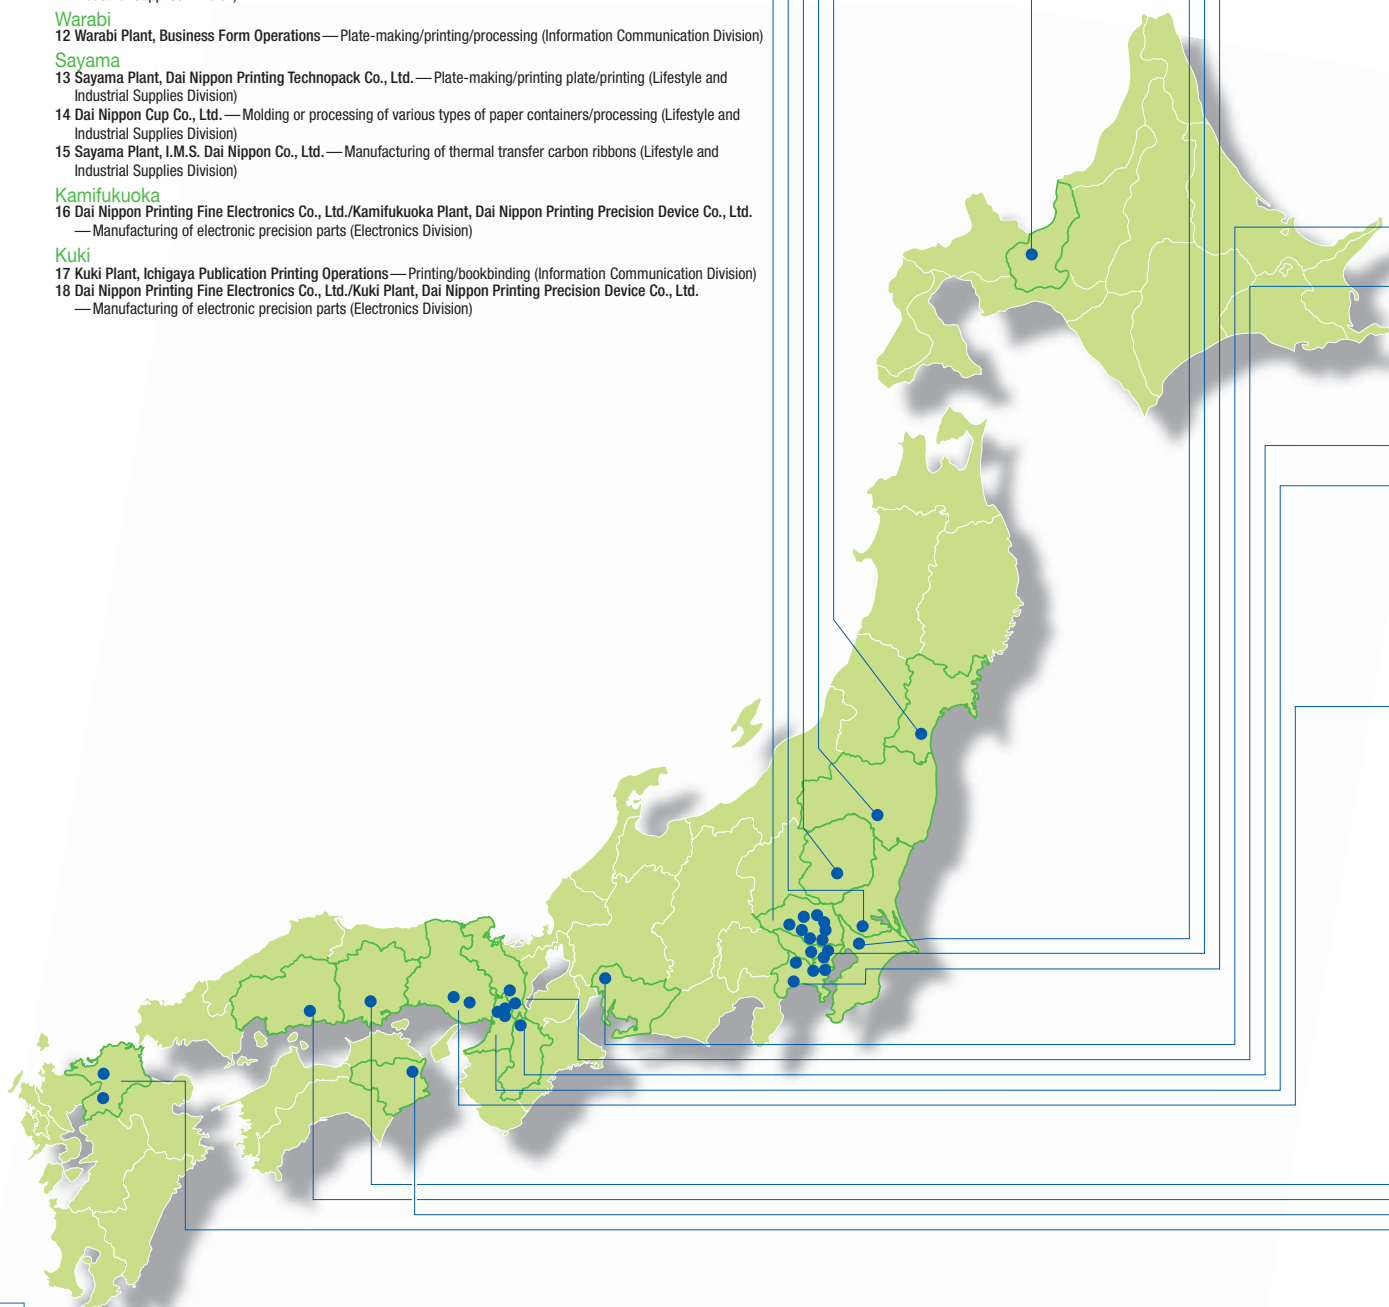 Warabi
12 Warabi Plant, Business Form Operations—Plate-making/printing/processing (Information Communication Division)
Sayama
13 Sayama Plant, Dai Nippon Printing Technopack Co., Ltd.—Plate-making/printing plate/printing (Lifestyle and
Industrial Supplies Division)
14 Dai Nippon Cup Co., Ltd.—Molding or processing of various types of paper containers/processing (Lifestyle and
Industrial Supplies Division)
15 Sayama Plant, I.M.S. Dai Nippon Co., Ltd.—Manufacturing of thermal transfer carbon ribbons (Lifestyle and
Industrial Supplies Division)
Kamifukuoka
16 Dai Nippon Printing Fine Electronics Co., Ltd./Kamifukuoka Plant, Dai Nippon Printing Precision Device Co., Ltd.
—Manufacturing of electronic precision parts (Electronics Division)
Kuki
17 Kuki Plant, Ichigaya Publication Printing Operations—Printing/bookbinding (Information Communication Division)
18 Dai Nippon Printing Fine Electronics Co., Ltd./Kuki Plant, Dai Nippon Printing Precision Device Co., Ltd.
—Manufacturing of electronic precision parts (Electronics Division)